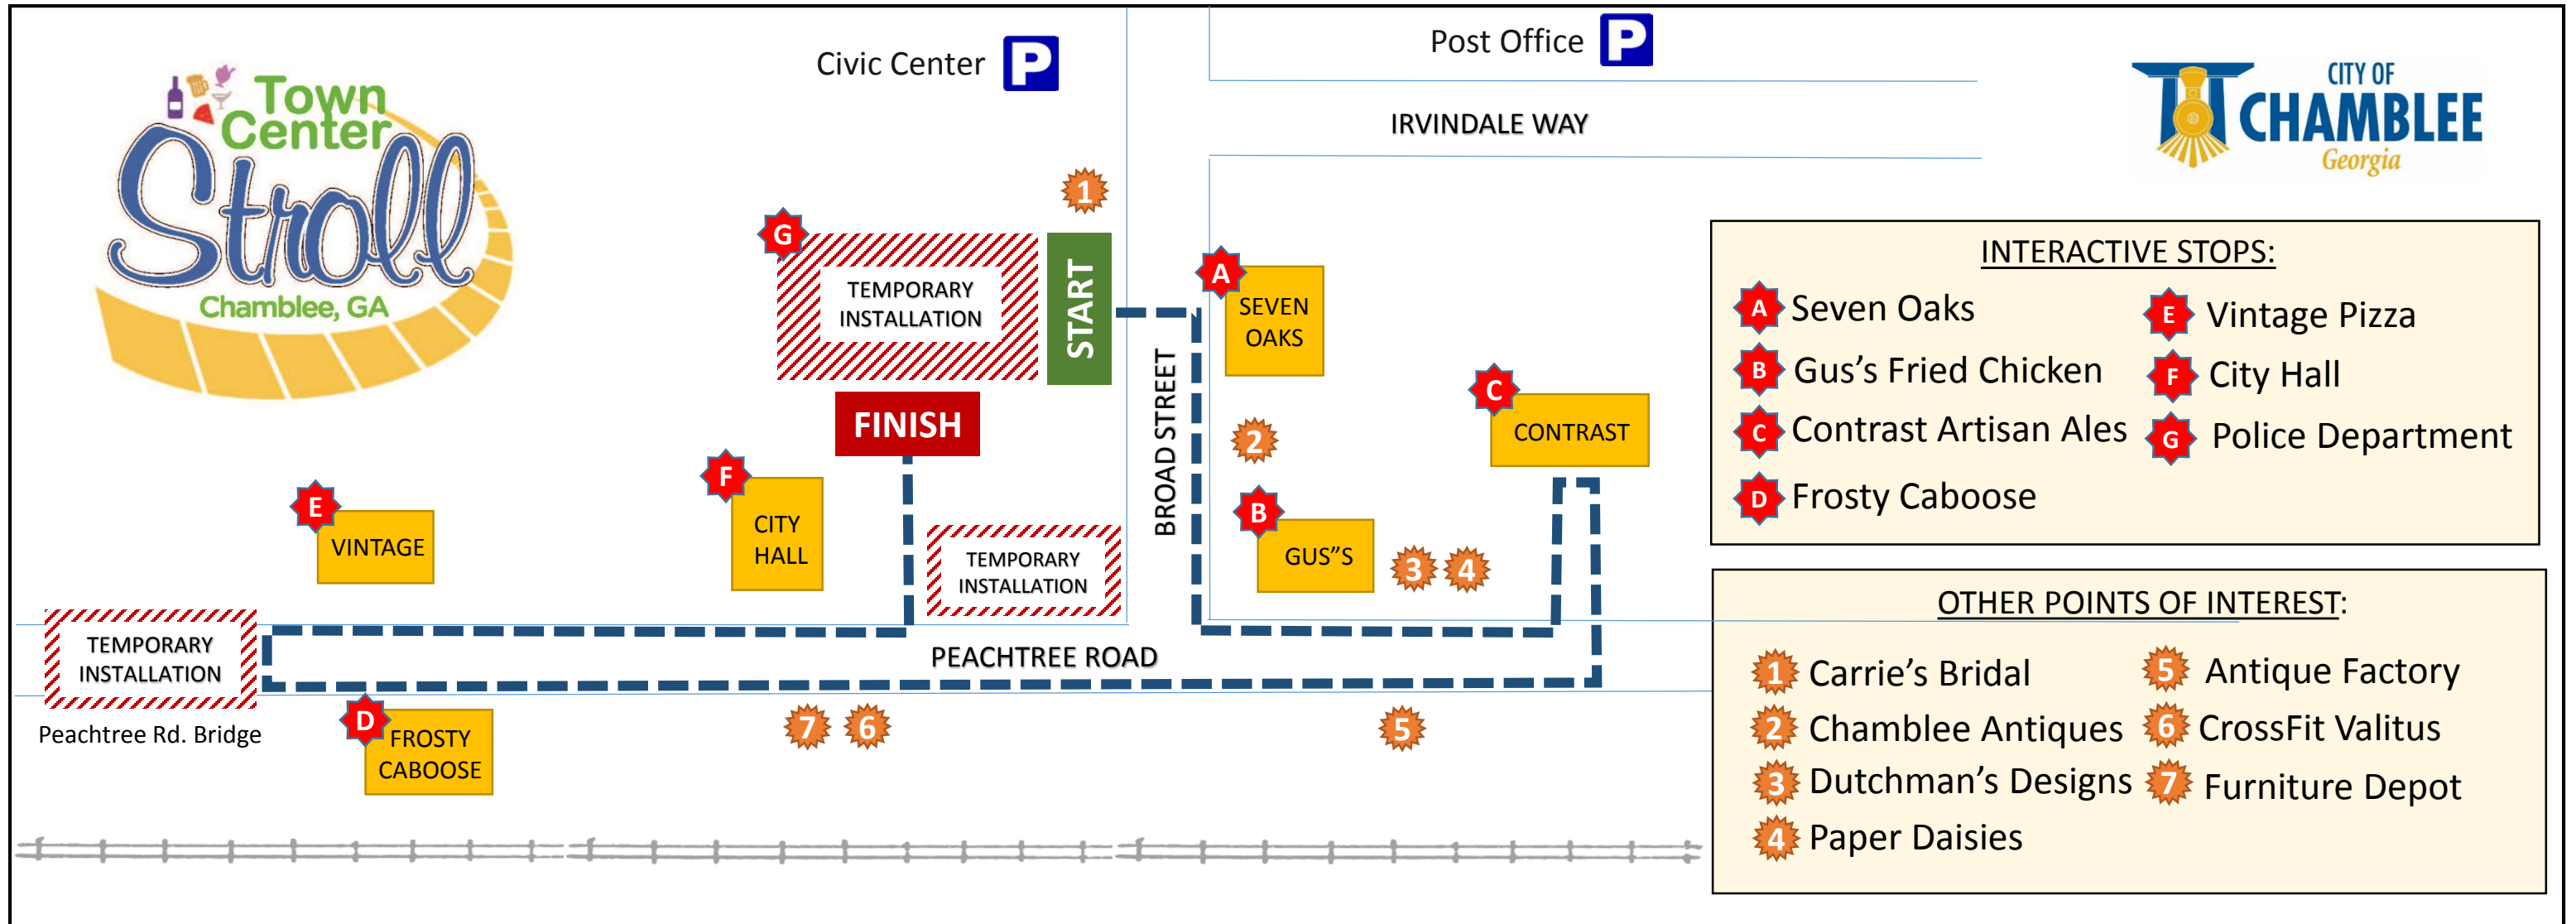 Civic Center P
Post Office P
Town
Center
Stroll
Chamblee, GA
CITY OF
CHAMBLEE
Georgia
IRVINDALE WAY
1
G
TEMPORARY
INSTALLATION
START
FINISH
A
SEVEN
OAKS
BROAD STREET
2
C
CONTRAST
B
GUS”S
3 4
E
VINTAGE
F
CITY
HALL
TEMPORARY
INSTALLATION
TEMPORARY
INSTALLATION
Peachtree Rd. Bridge
PEACHTREE ROAD
D
FROSTY
CABOOSE
7 6
5
INTERACTIVE STOPS:
A Seven Oaks
B Gus’s Fried Chicken
C Contrast Artisan Ales
D Frosty Caboose
E Vintage Pizza
F City Hall
G Police Department
OTHER POINTS OF INTEREST:
1 Carrie’s Bridal
2 Chamblee Antiques
3 Dutchman’s Designs
4 Paper Daisies
5 Antique Factory
6 CrossFit Valitus
7 Furniture Depot